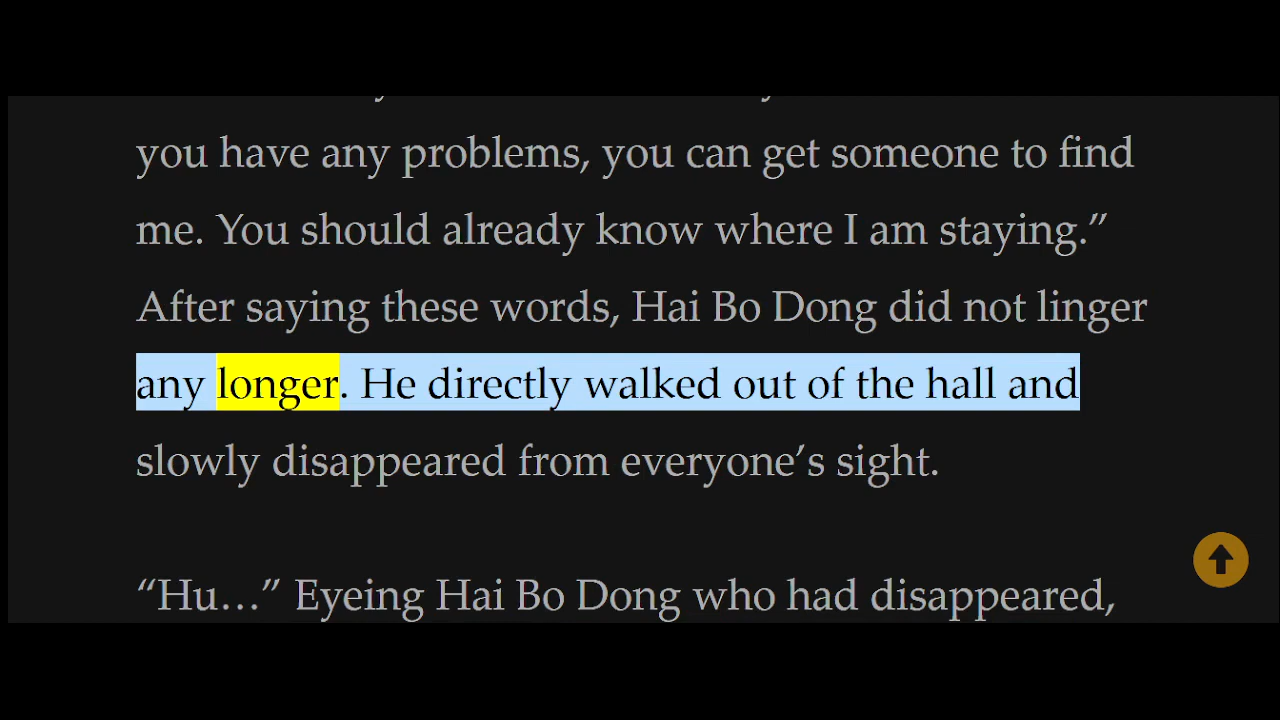 you have any problems, you can get someone to find
me. You should already know where I am staying.”
After saying these words, Hai Bo Dong did not linger
any longer. He directly walked out of the hall and
slowly disappeared from everyone’s sight.
“Hu…” Eyeing Hai Bo Dong who had disappeared,